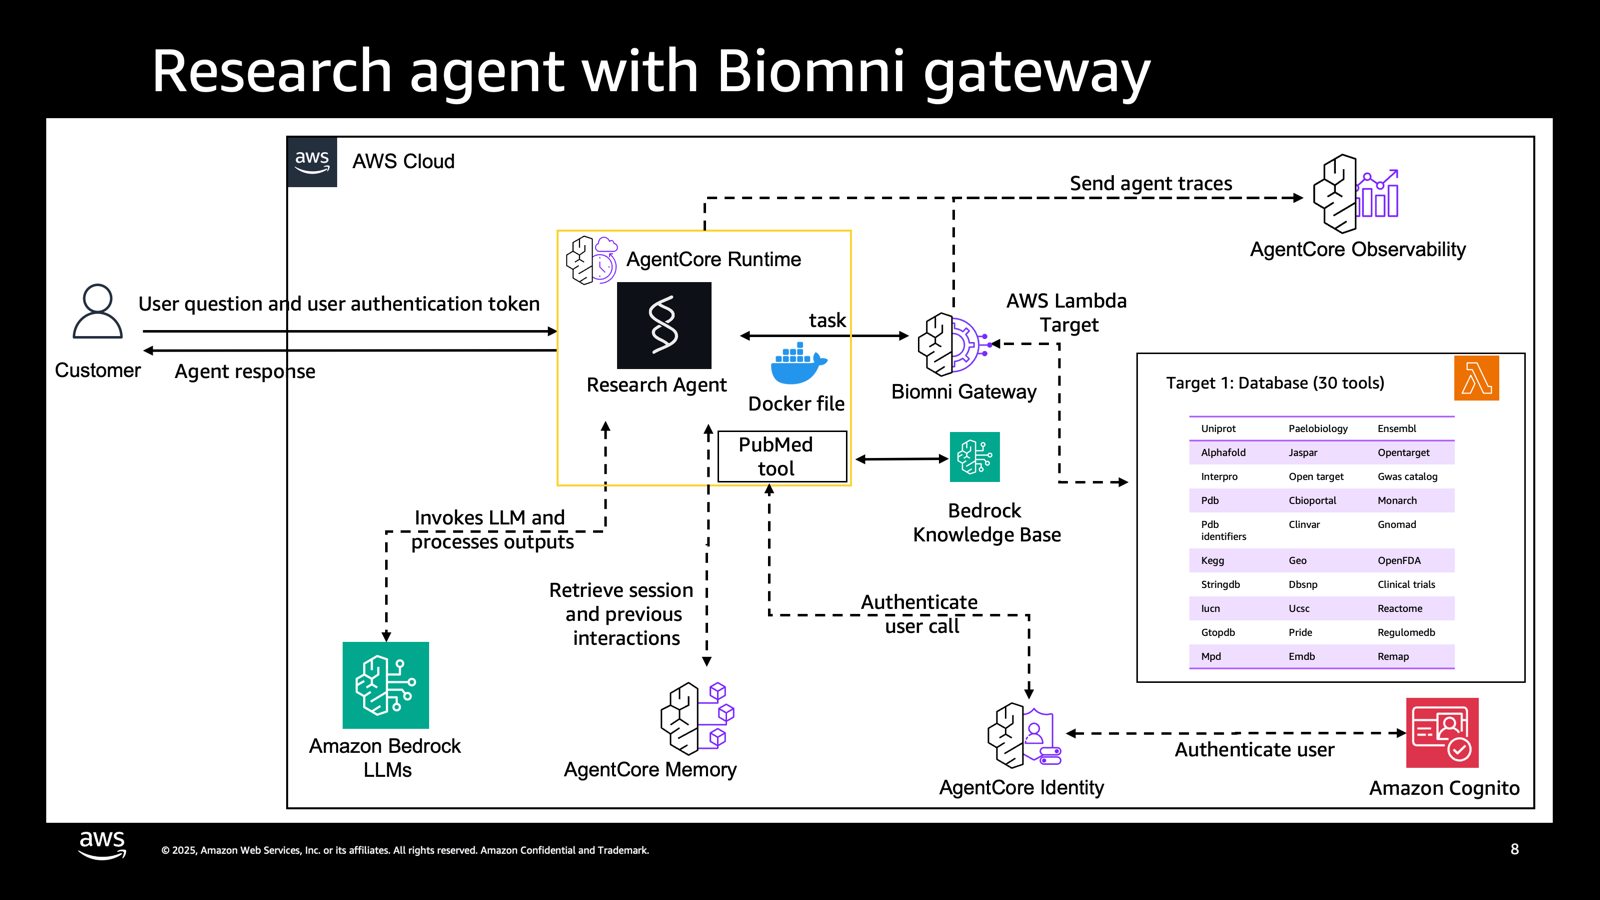 Research agent with Biomni gateway
aws
AWS Cloud
Send agent traces
AgentCore Observability
AgentCore Runtime
User question and user authentication token
Customer
Agent response
Research Agent
task
Docker file
Biomni Gateway
AWS Lambda
Target
PubMed
tool
Bedrock
Knowledge Base
Target 1: Database (30 tools)
Uniprot Paelobiology Ensembl
Alphafold Jaspar Opentarget
Interpro Open target Gwas catalog
Pdb Cbioportal Monarch
Pdb Clinvar Gnomad
identifiers
Kegg Geo OpenFDA
Stringdb Dbsnp Clinical trials
Iucn Ucsc Reactome
Gtopdb Pride Regulomedb
Mpd Emdb Remap
Invokes LLM and
processes outputs
Retrieve session
and previous
interactions
Authenticate
user call
Amazon Bedrock
LLMs
AgentCore Memory
AgentCore Identity
Authenticate user
Amazon Cognito
aws
© 2025, Amazon Web Services, Inc. or its affiliates. All rights reserved. Amazon Confidential and Trademark.
8